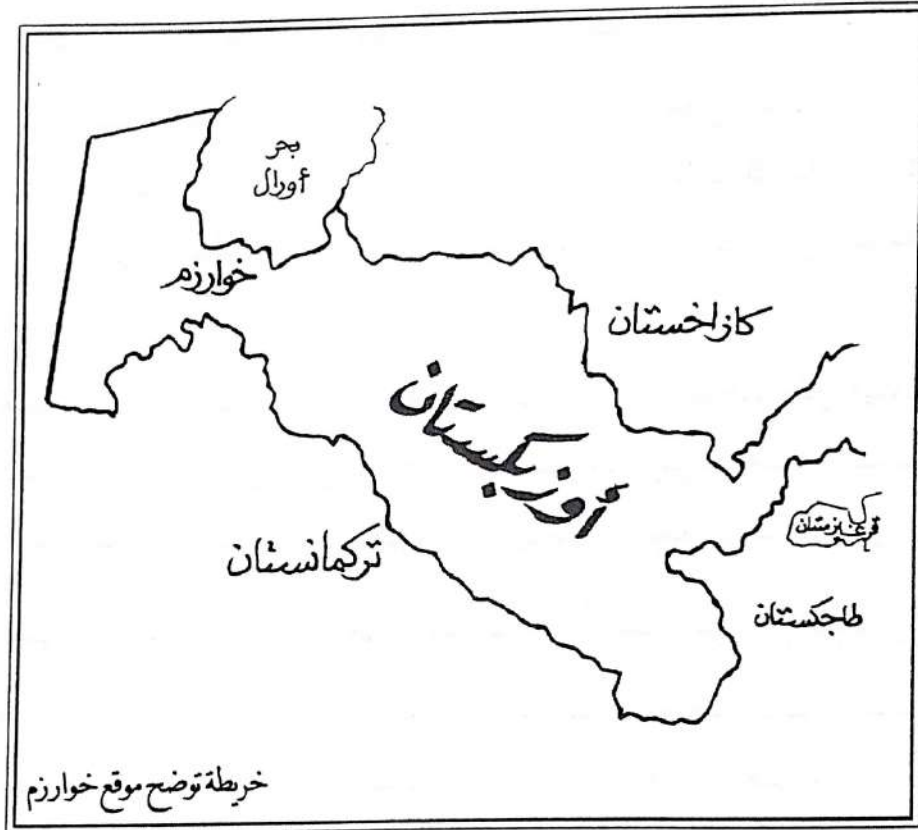 بحر
أورال
خوارزم
كازاخستان
أوزبكستان
تركمانستان
قرغيزستان
طاجكستان
خريطة توضح موقع خوارزم